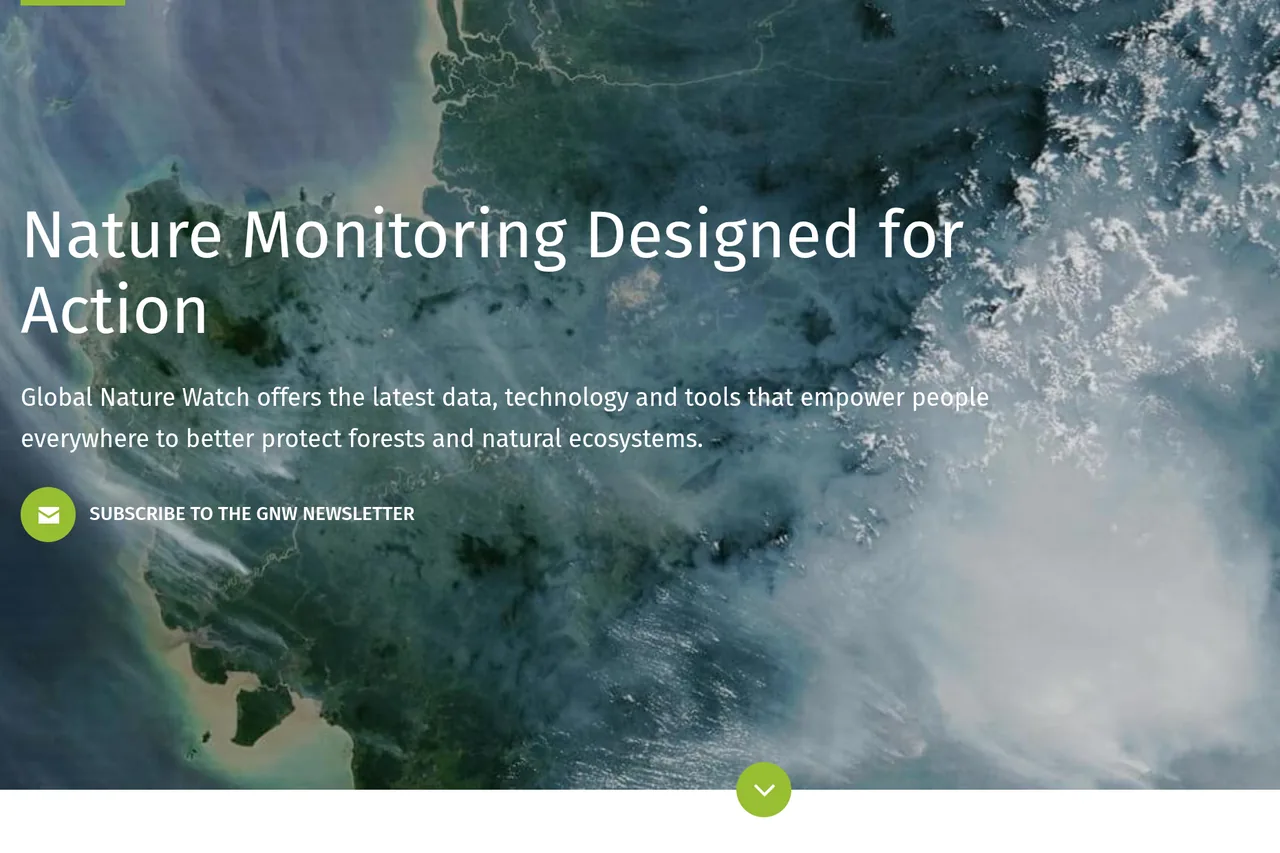 Nature Monitoring Designed for
Action
Global Nature Watch offers the latest data, technology and tools that empower people
everywhere to better protect forests and natural ecosystems.
SUBSCRIBE TO THE GNW NEWSLETTER